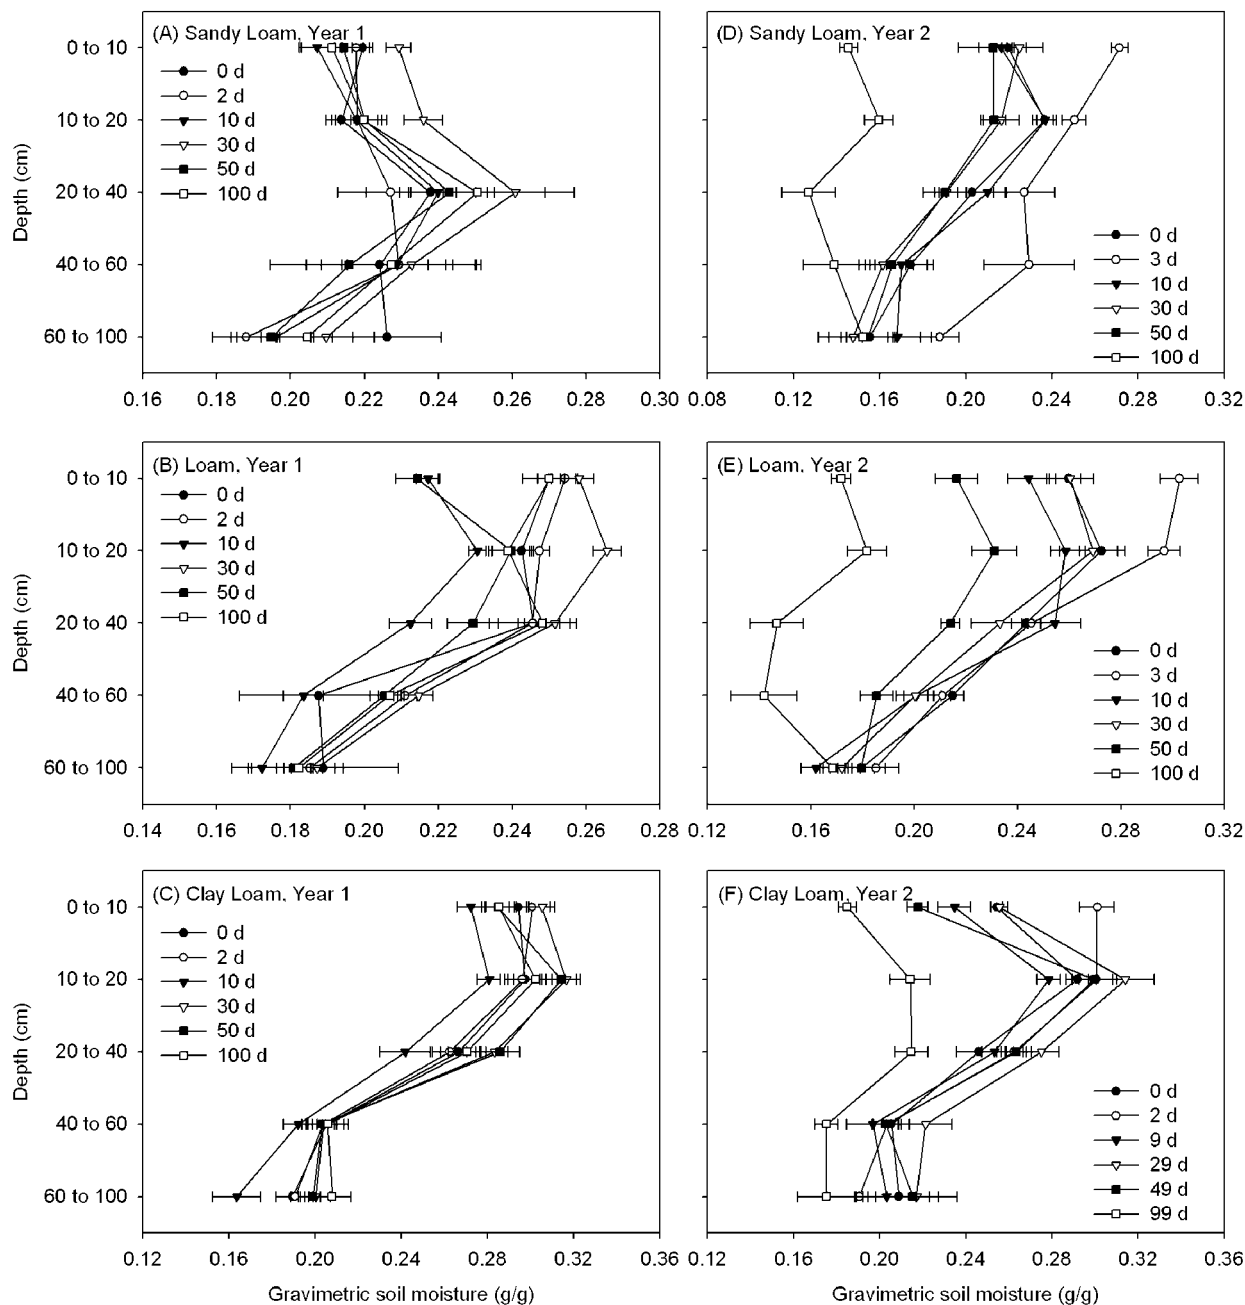 (A) Sandy Loam, Year 1
0 d
2 d
10 d
30 d
50 d
100 d
0 to 10
10 to 20
20 to 40
40 to 60
60 to 100
Depth (cm)
0.16 0.18 0.20 0.22 0.24 0.26 0.28 0.30
(D) Sandy Loam, Year 2
0 d
3 d
10 d
30 d
50 d
100 d
0.08 0.12 0.16 0.20 0.24 0.28 0.32
(B) Loam, Year 1
0 d
2 d
10 d
30 d
50 d
100 d
0 to 10
10 to 20
20 to 40
40 to 60
60 to 100
Depth (cm)
0.14 0.16 0.18 0.20 0.22 0.24 0.26 0.28
(E) Loam, Year 2
0 d
3 d
10 d
30 d
50 d
100 d
0.12 0.16 0.20 0.24 0.28 0.32
(C) Clay Loam, Year 1
0 d
2 d
10 d
30 d
50 d
100 d
0 to 10
10 to 20
20 to 40
40 to 60
60 to 100
Depth (cm)
0.12 0.16 0.20 0.24 0.28 0.32 0.36
Gravimetric soil moisture (g/g)
(F) Clay Loam, Year 2
0 d
2 d
9 d
29 d
49 d
99 d
0.12 0.16 0.20 0.24 0.28 0.32 0.36
Gravimetric soil moisture (g/g)